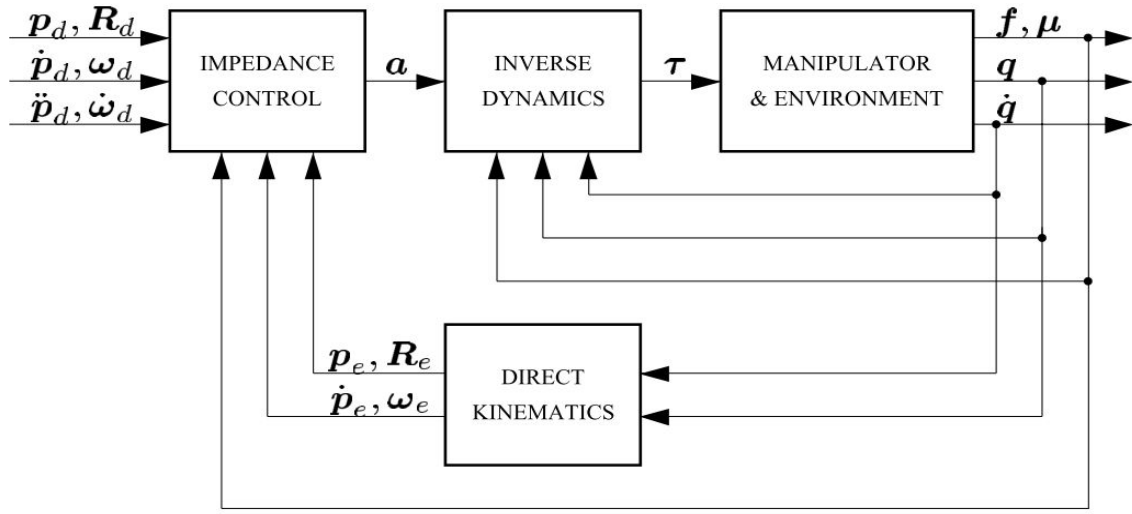 p_d, R_d
ṗ_d, ω_d
p̈_d, ω̇_d
IMPEDANCE
CONTROL
a
INVERSE
DYNAMICS
τ
MANIPULATOR
& ENVIRONMENT
f, μ
q
q̇
p_e, R_e
ṗ_e, ω_e
DIRECT
KINEMATICS